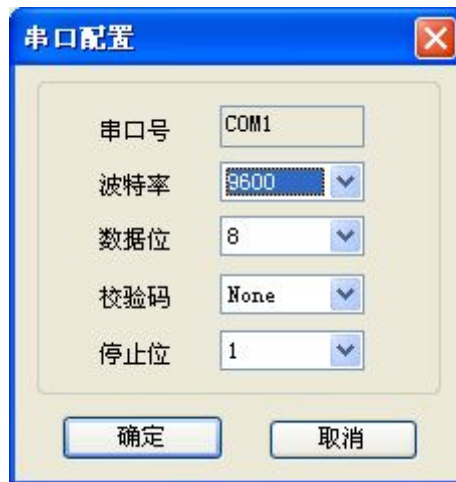 串口配置
串口号 COM1
波特率 9600
数据位 8
校验码 None
停止位 1
确定 取消